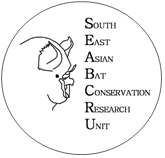 SOUTH
EAST
ASIAN
BAT
CONSERVATION
RESEARCH
UNIT